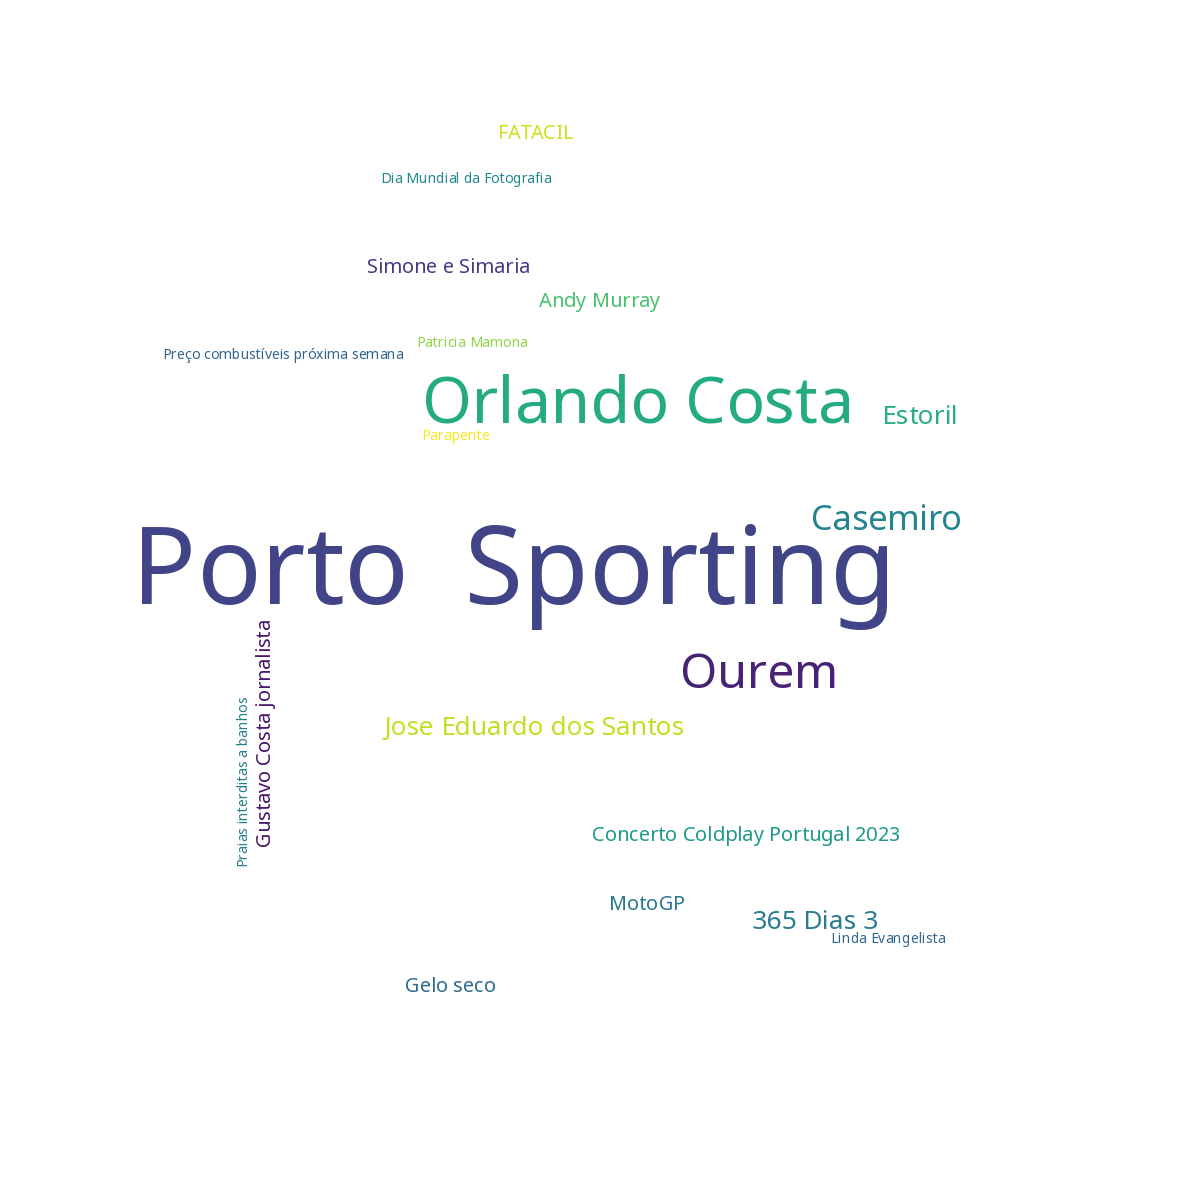 FATACIL
Dia Mundial da Fotografia
Simone e Simaria
Andy Murray
Patricia Mamona
Preço combustíveis próxima semana
Orlando Costa
Estoril
Parapente
Casemiro
Porto Sporting
Ourem
Gustavo Costa jornalista
Praias interditas a banhos
Jose Eduardo dos Santos
Concerto Coldplay Portugal 2023
MotoGP
365 Dias 3
Linda Evangelista
Gelo seco